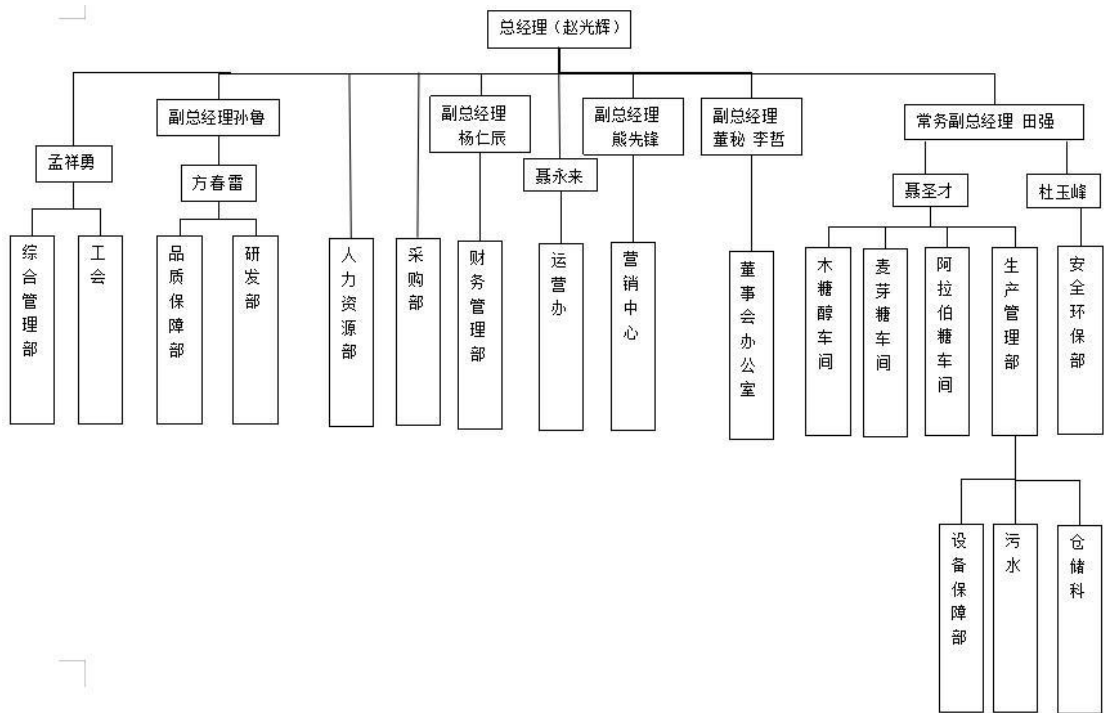 总经理（赵光辉）
副总经理孙鲁
副总经理
杨仁辰
副总经理
熊先锋
副总经理
董秘 李哲
常务副总经理 田强
孟祥勇
方春雷
聂永来
聂圣才
杜玉峰
综合管理部
工会
品质保障部
研发部
人力资源部
采购部
财务管理部
运营办
营销中心
董事会办公室
木糖醇车间
麦芽糖车间
阿拉伯糖车间
生产管理部
安全环保部
设备保障部
污水
仓储科